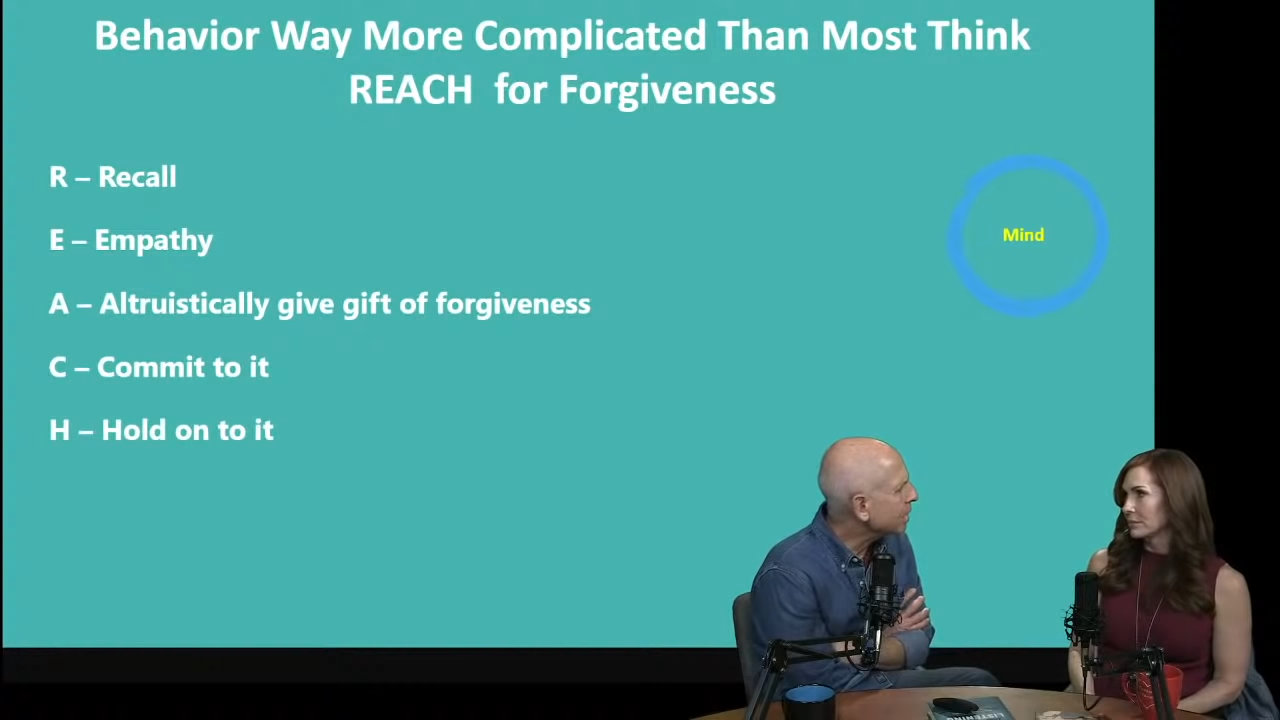 Behavior Way More Complicated Than Most Think
REACH for Forgiveness
R – Recall
E – Empathy
A – Altruistically give gift of forgiveness
C – Commit to it
H – Hold on to it
Mind
LISTENING